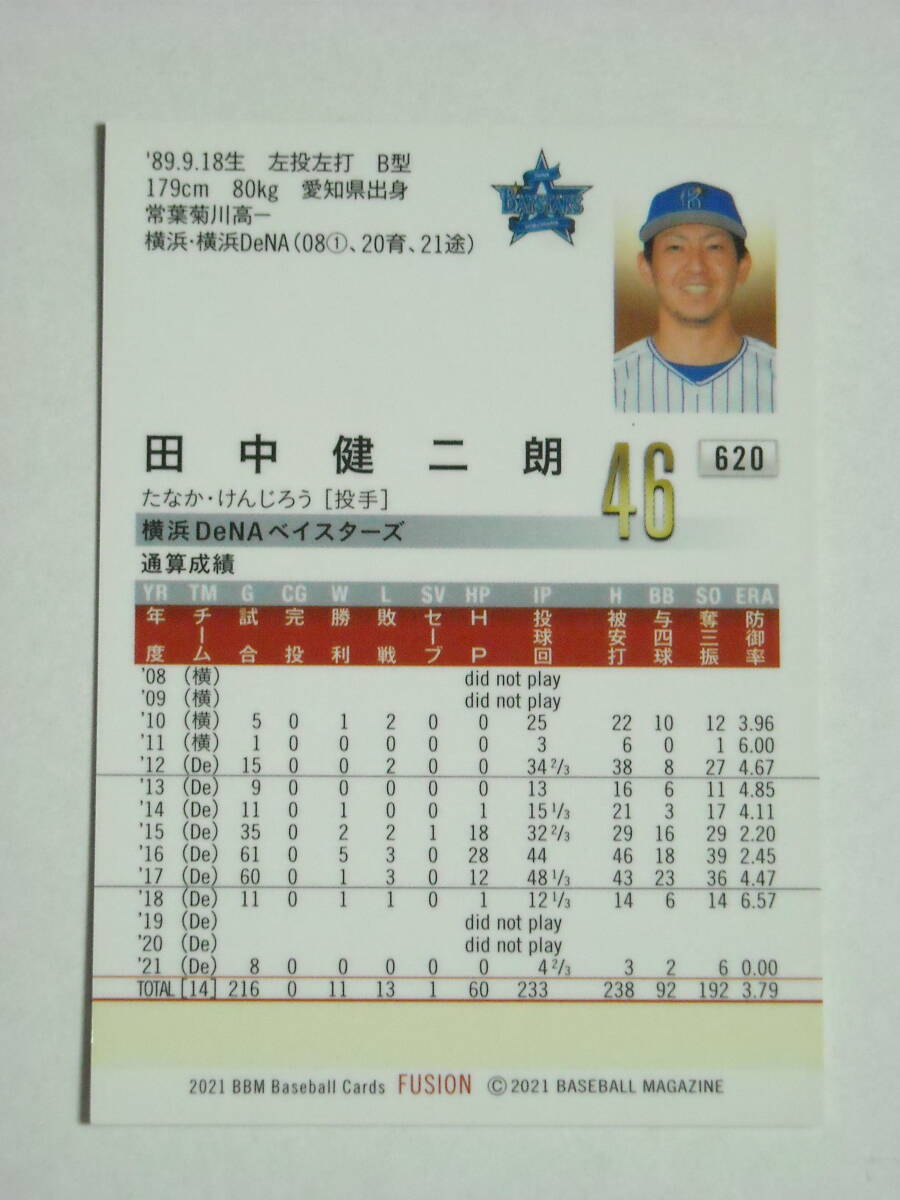 '89.9.18生 左投左打 B型
179cm 80kg 愛知県出身
常葉菊川高一
横浜・横浜DeNA(08①、20育、21途)
BAYSTARS
田中健二朗 46 620
たなか・けんじろう [投手]
横浜DeNAベイスターズ
通算成績
YR TM G CG W L SV HP IP H BB SO ERA
年度 チーム 試合 完投 勝利 敗戦 セーブ HP 投球回 被安打 与四球 奪三振 防御率
'08 (横) did not play
'09 (横) did not play
'10 (横) 5 0 1 2 0 0 25 22 10 12 3.96
'11 (横) 1 0 0 0 0 0 3 6 0 1 6.00
'12 (De) 15 0 0 2 0 0 34 2/3 38 8 27 4.67
'13 (De) 9 0 0 0 0 0 13 16 6 11 4.85
'14 (De) 11 0 1 0 0 1 15 1/3 21 3 17 4.11
'15 (De) 35 0 2 2 1 18 32 2/3 29 16 29 2.20
'16 (De) 61 0 5 3 0 28 44 46 18 39 2.45
'17 (De) 60 0 1 3 0 12 48 1/3 43 23 36 4.47
'18 (De) 11 0 1 1 0 1 12 1/3 14 6 14 6.57
'19 (De) did not play
'20 (De) did not play
'21 (De) 8 0 0 0 0 0 4 2/3 3 2 6 0.00
TOTAL [14] 216 0 11 13 1 60 233 238 92 192 3.79
2021 BBM Baseball Cards FUSION ©2021 BASEBALL MAGAZINE